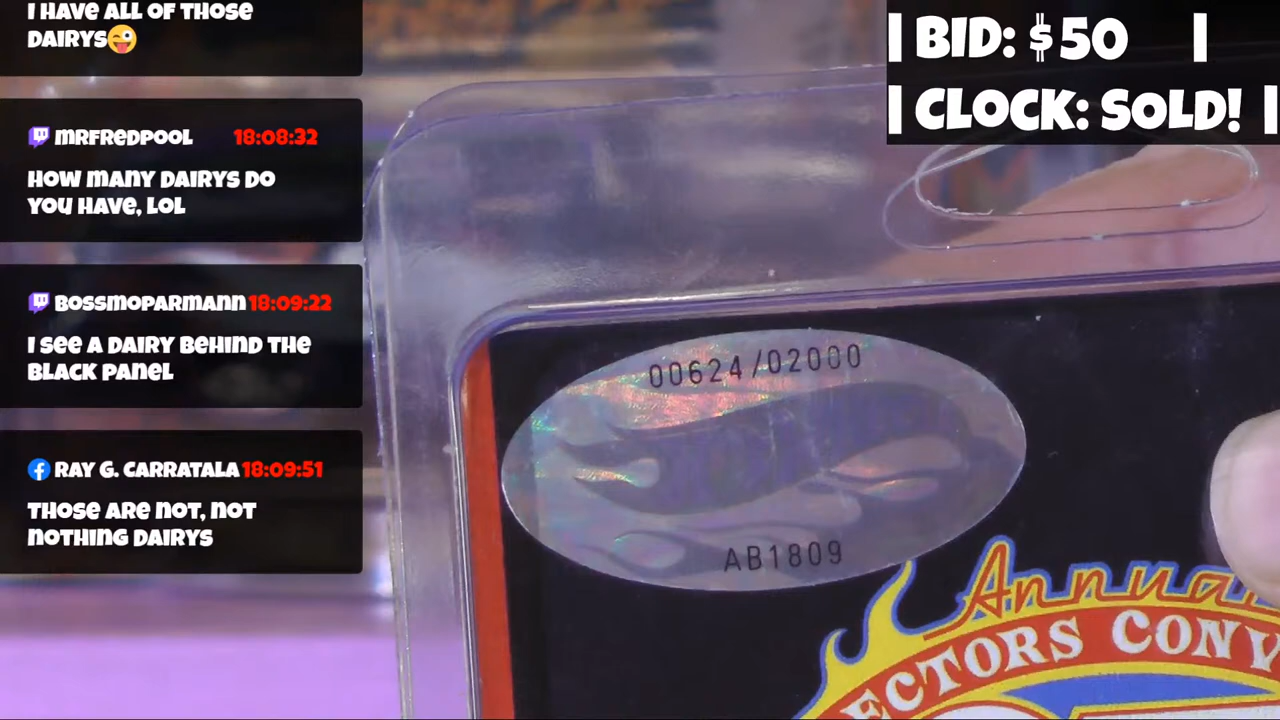 I HAVE ALL OF THOSE
DAIRYS😜
MRFREDPOOL 18:08:32
HOW MANY DAIRYS DO
YOU HAVE, LOL
BOSSMOPARMANN 18:09:22
I SEE A DAIRY BEHIND THE
BLACK PANEL
RAY G. CARRATALA 18:09:51
THOSE ARE NOT, NOT
NOTHING DAIRYS
| BID: $50 |
| CLOCK: SOLD! |
00624/02000
AB1809
Annual
ECTORS CONV